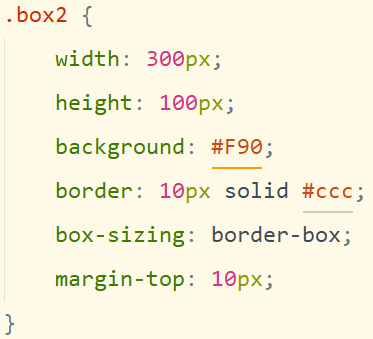 .box2 {
width: 300px;
height: 100px;
background: #F90;
border: 10px solid #ccc;
box-sizing: border-box;
margin-top: 10px;
}